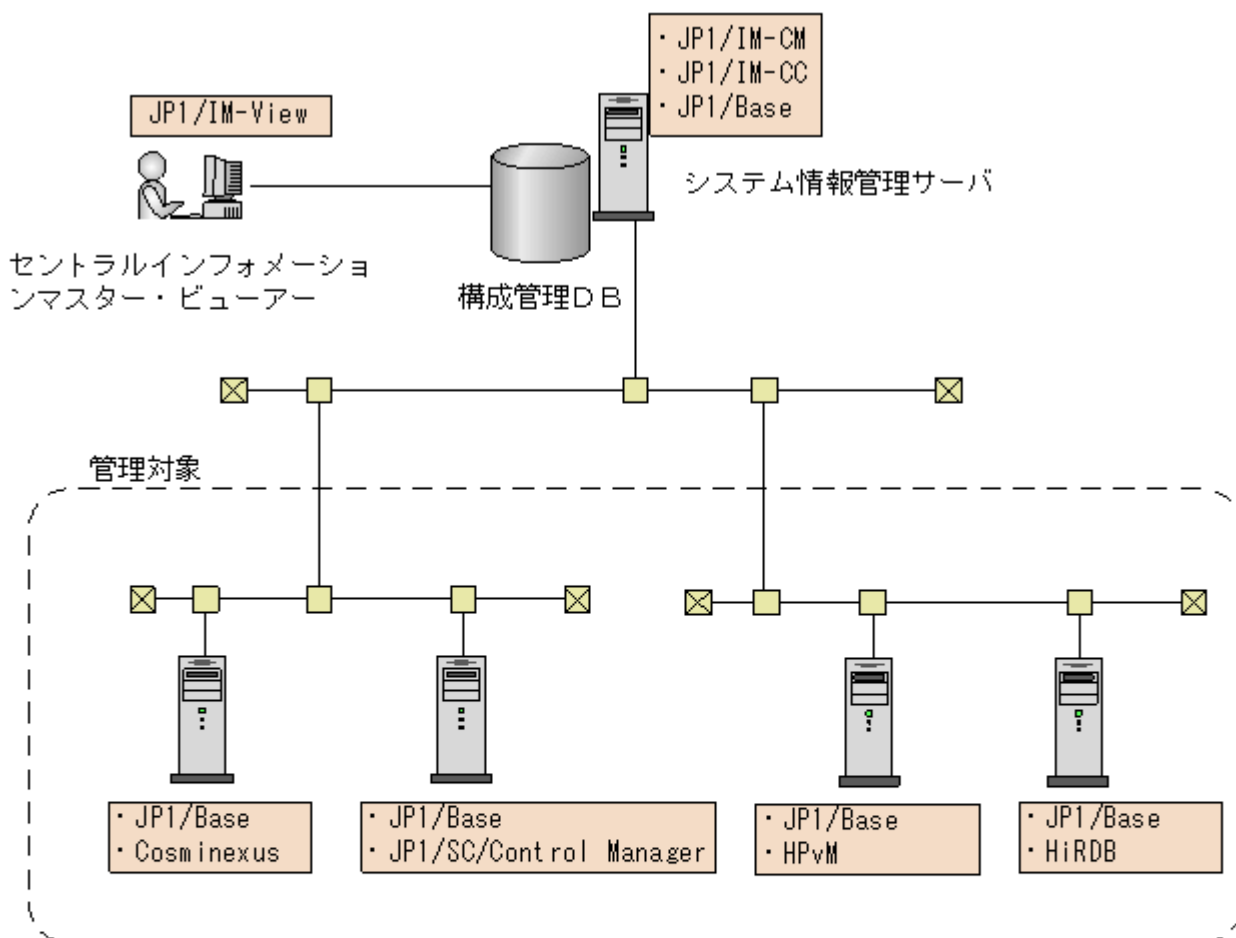 ・JP1/IM-CM
・JP1/IM-CC
・JP1/Base
JP1/IM-View
システム情報管理サーバ
セントラルインフォメーショ
ンマスター・ビューアー
構成管理ＤＢ
管理対象
・JP1/Base
・Cosminexus
・JP1/Base
・JP1/SC/Control Manager
・JP1/Base
・HPvM
・JP1/Base
・HiRDB